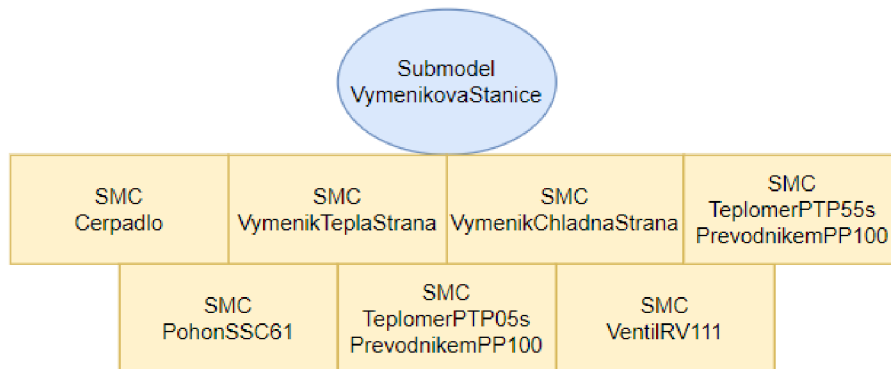 Submodel
VymenikovaStanice
SMC
Cerpadlo
SMC
VymenikTeplaStrana
SMC
VymenikChladnaStrana
SMC
TeplomerPTP55s
PrevodnikemPP100
SMC
PohonSSC61
SMC
TeplomerPTP05s
PrevodnikemPP100
SMC
VentilRV111